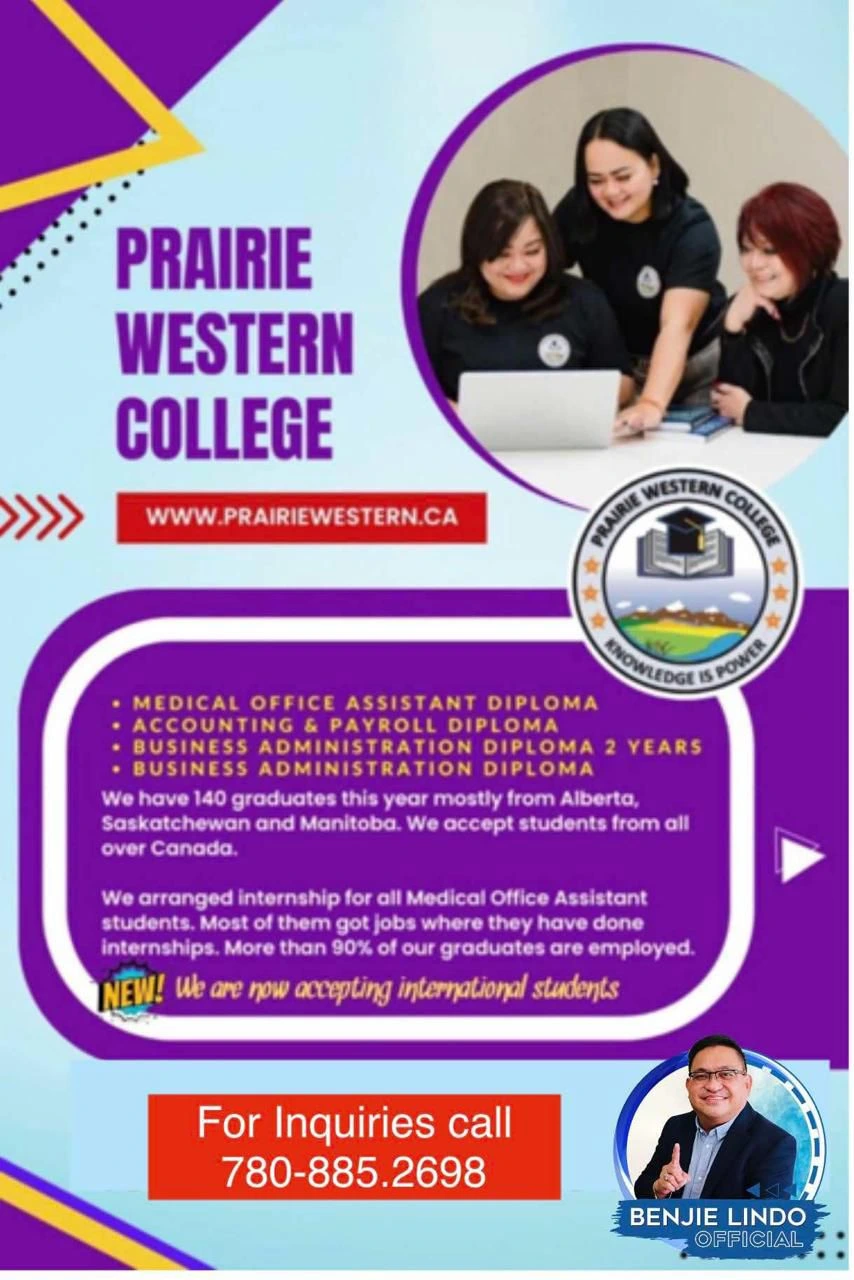 PRAIRIE
WESTERN
COLLEGE
WWW.PRAIRIEWESTERN.CA
PRAIRIE WESTERN COLLEGE
KNOWLEDGE IS POWER
• MEDICAL OFFICE ASSISTANT DIPLOMA
• ACCOUNTING & PAYROLL DIPLOMA
• BUSINESS ADMINISTRATION DIPLOMA 2 YEARS
• BUSINESS ADMINISTRATION DIPLOMA
We have 140 graduates this year mostly from Alberta,
Saskatchewan and Manitoba. We accept students from all
over Canada.
We arranged internship for all Medical Office Assistant
students. Most of them got jobs where they have done
internships. More than 90% of our graduates are employed.
NEW! We are now accepting international students
For Inquiries call
780-885.2698
BENJIE LINDO
OFFICIAL